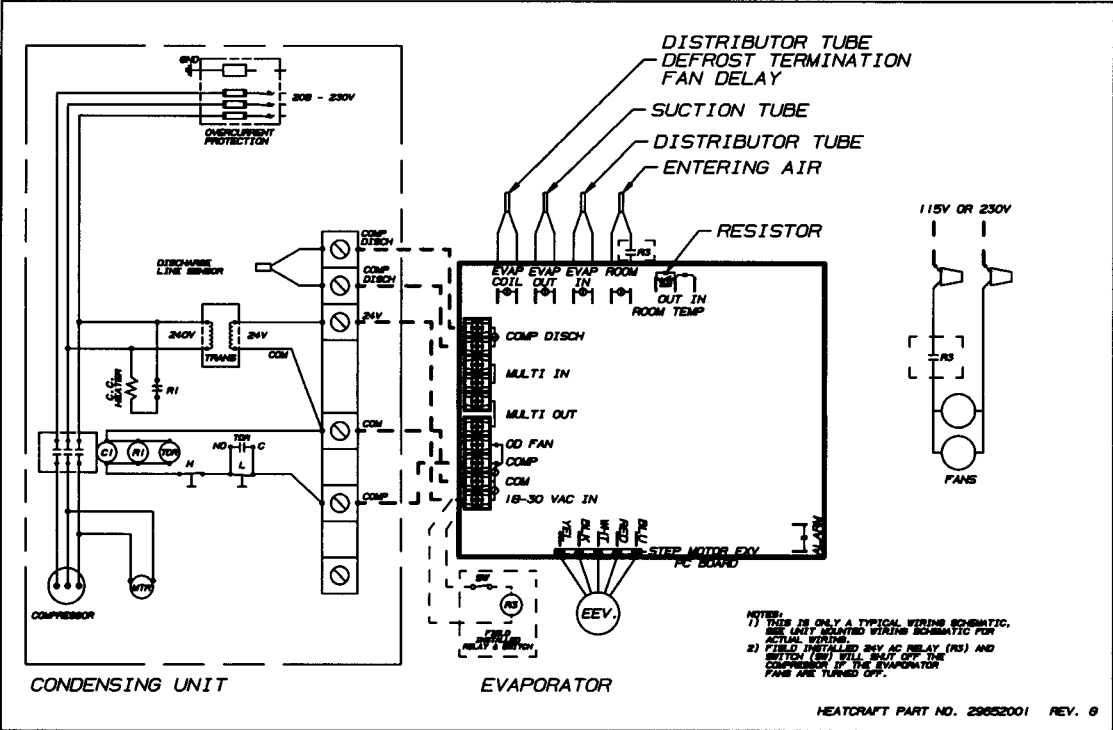 DISTRIBUTOR TUBE
DEFROST TERMINATION
FAN DELAY
SUCTION TUBE
DISTRIBUTOR TUBE
ENTERING AIR
RESISTOR
GND
208 - 230V
OVERCURRENT
PROTECTION
COMP
DISCH
DISCHARGE
LINE SENSOR
COMP
DISCH
24V
240V
24V
TRANS
COM
C.C.
HEATER
R1
COM
C1
R1
TDR
TDR
NO
C
H
L
COMP
COMPRESSOR
MTR
CONDENSING UNIT
R3
EVAP
COIL
EVAP
OUT
EVAP
IN
ROOM
OUT IN
ROOM TEMP
COMP DISCH
MULTI IN
MULTI OUT
OD FAN
COMP
COM
18-30 VAC IN
YEL
BLK
WHT
RED
BLU
STEP MOTOR EXV
PC BOARD
ALARM
EEV.
SW
R3
FIELD
INSTALLED
RELAY & SWITCH
EVAPORATOR
115V OR 230V
R3
FANS
NOTES:
1) THIS IS ONLY A TYPICAL WIRING SCHEMATIC,
SEE UNIT MOUNTED WIRING SCHEMATIC FOR
ACTUAL WIRING.
2) FIELD INSTALLED 24V AC RELAY (R3) AND
SWITCH (SW) WILL SHUT OFF THE
COMPRESSOR IF THE EVAPORATOR
FANS ARE TURNED OFF.
HEATCRAFT PART NO. 29652001 REV.